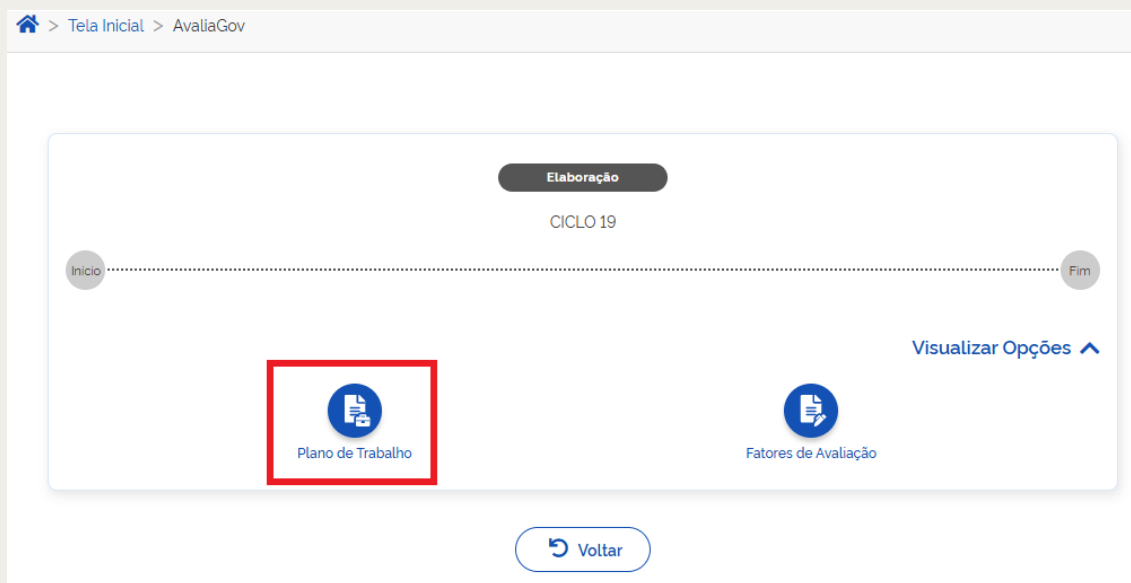 > Tela Inicial > AvaliaGov
Elaboração
CICLO 19
Início
Fim
Visualizar Opções
Plano de Trabalho
Fatores de Avaliação
Voltar